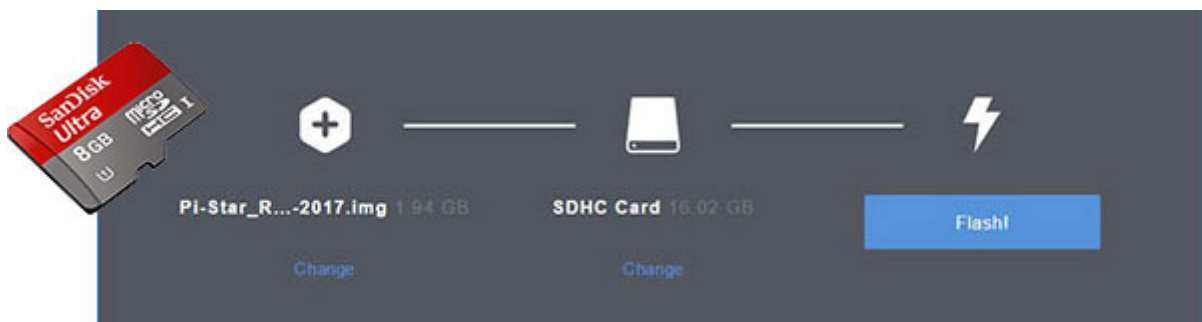 SanDisk
Ultra
8GB
micro
SD
HC I
Pi-Star_R...-2017.img 1.94 GB
SDHC Card 16.02 GB
Flash!
Change
Change